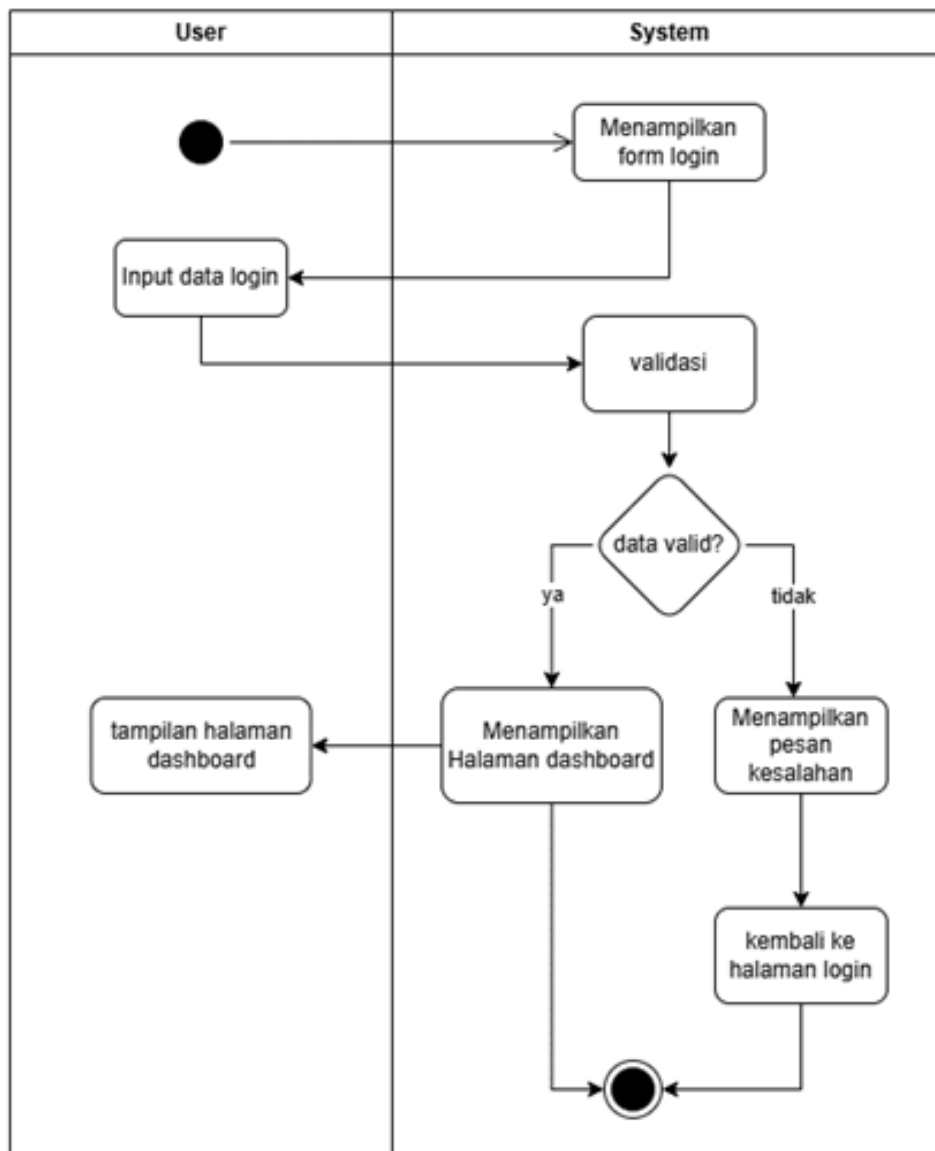 User
System
Menampilkan
form login
Input data login
validasi
data valid?
ya
tidak
tampilan halaman
dashboard
Menampilkan
Halaman dashboard
Menampilkan
pesan
kesalahan
kembali ke
halaman login